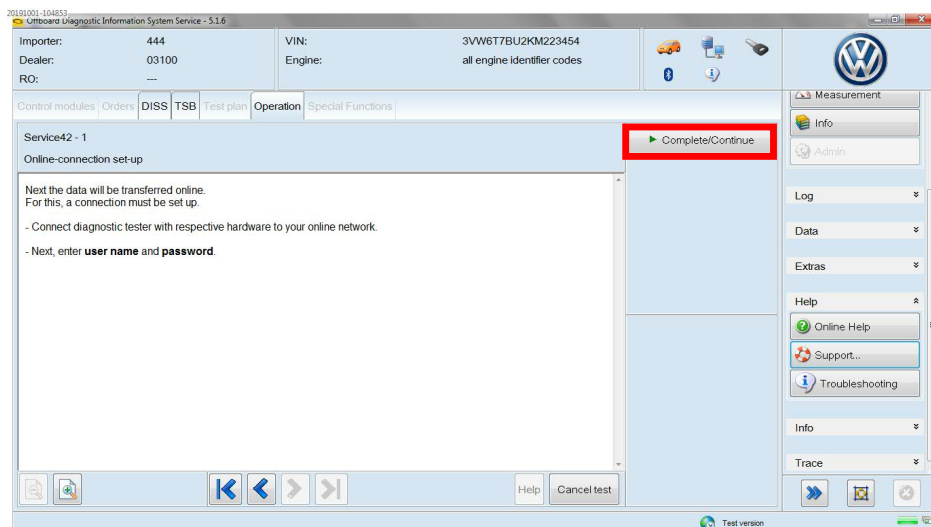 20191001-104853
Offboard Diagnostic Information System Service - 5.1.6
Importer: 444 VIN: 3VW6T7BU2KM223454
Dealer: 03100 Engine: all engine identifier codes
RO: ---
Control modules Orders DISS TSB Test plan Operation Special Functions
Service42 - 1
Online-connection set-up
Complete/Continue
Next the data will be transferred online.
For this, a connection must be set up.
- Connect diagnostic tester with respective hardware to your online network.
- Next, enter user name and password.
Help Cancel test
Measurement
Info
Admin
Log
Data
Extras
Help
Online Help
Support...
Troubleshooting
Info
Trace
Test version